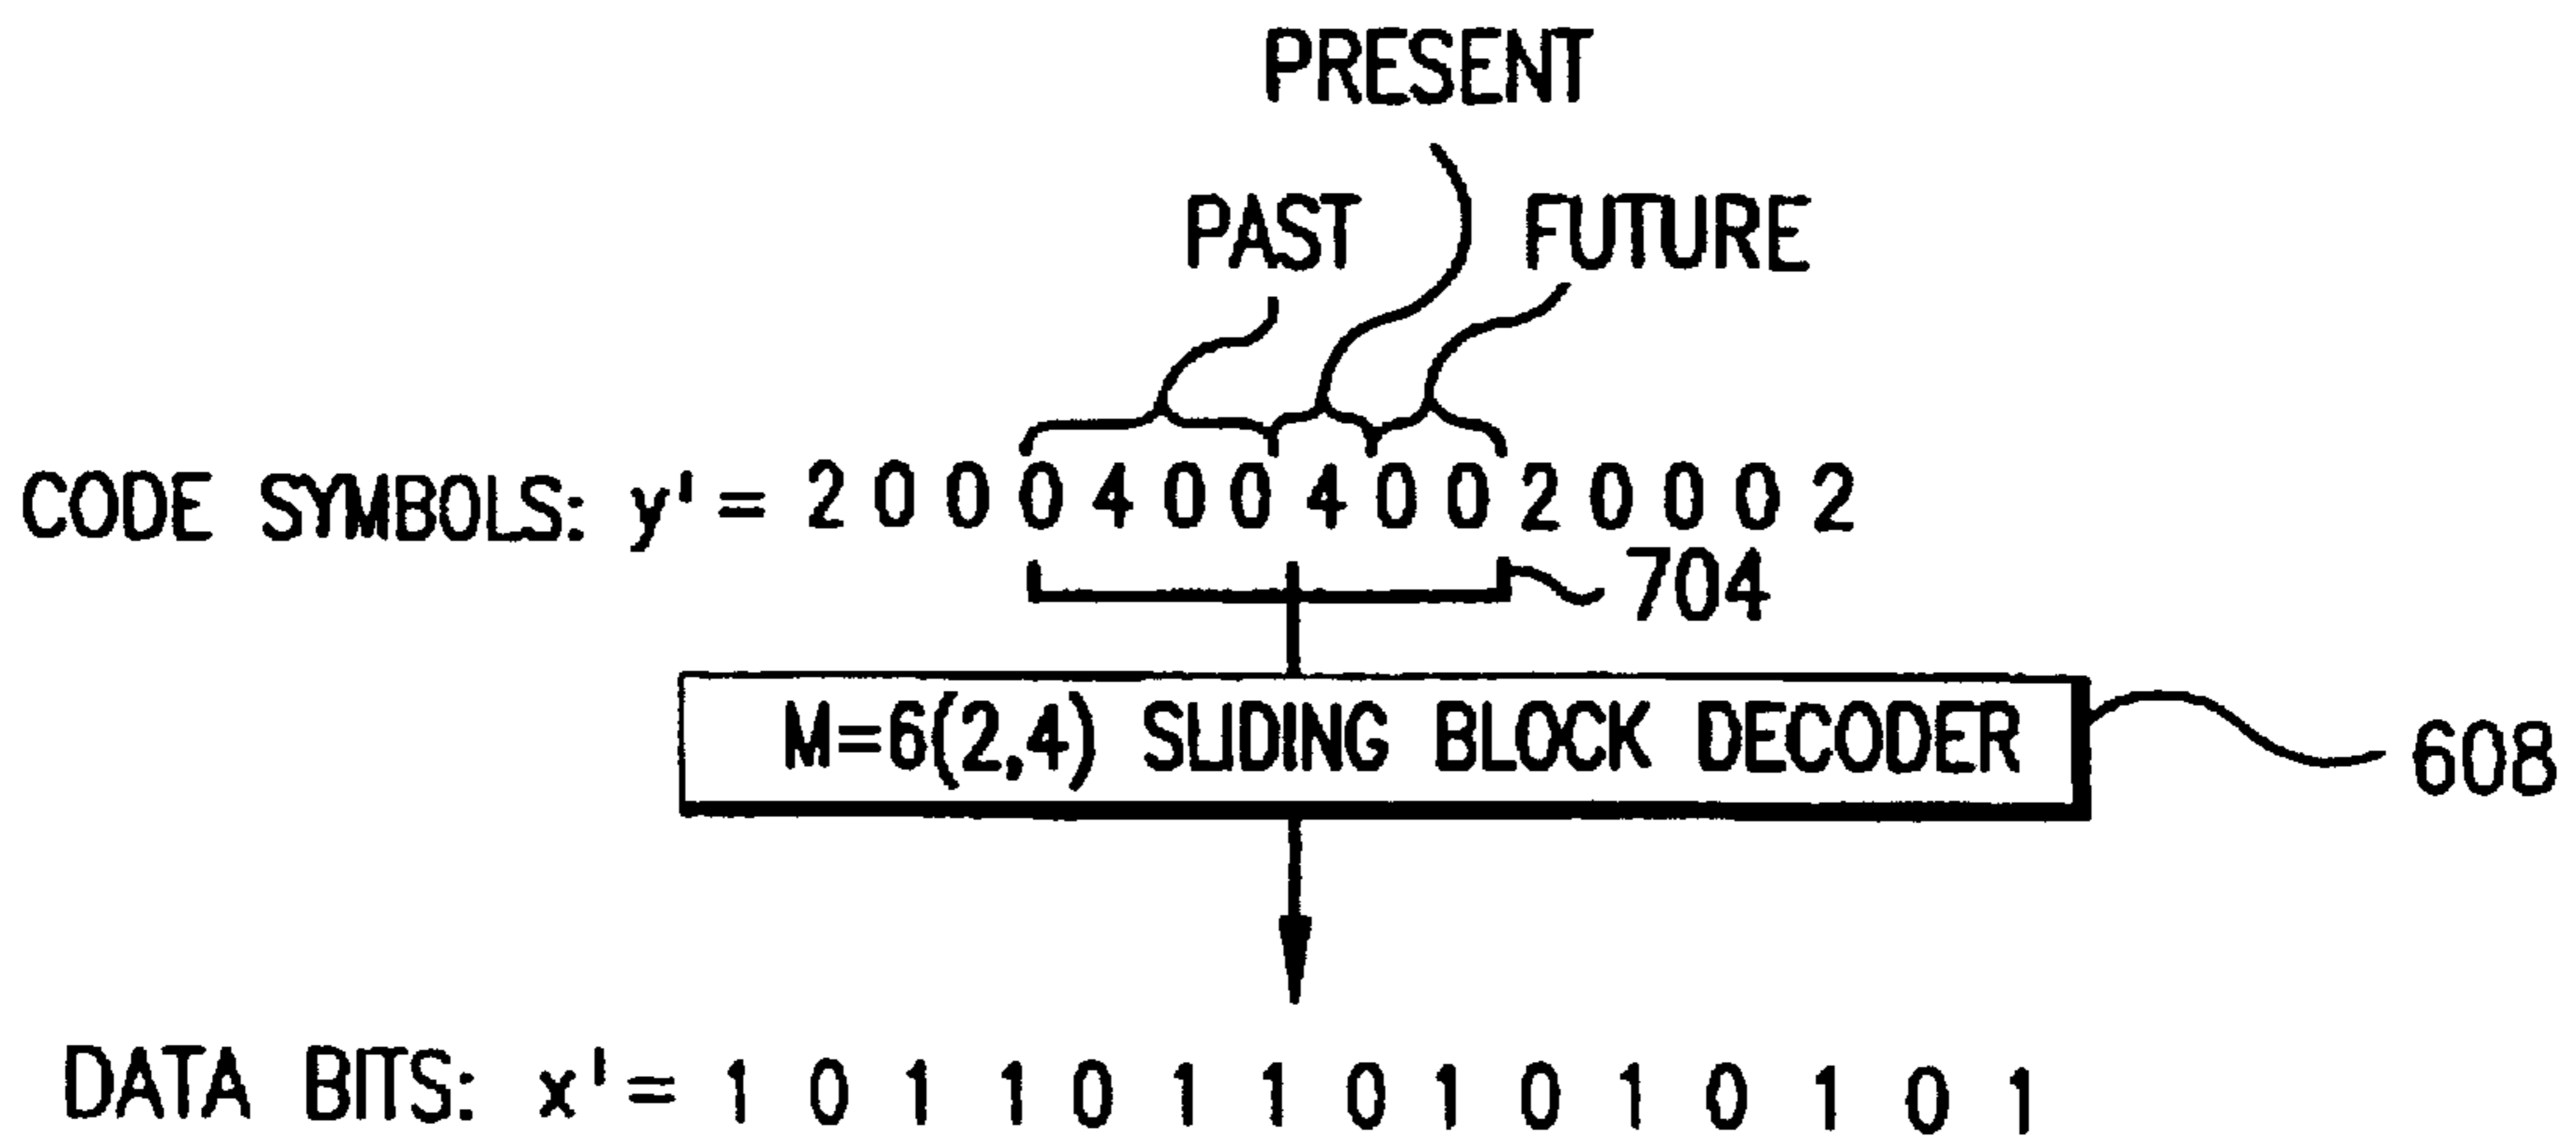 PRESENT
PAST FUTURE
CODE SYMBOLS: y' = 2 0 0 0 4 0 0 4 0 0 2 0 0 0 2
704
M=6(2,4) SLIDING BLOCK DECODER
608
DATA BITS: x' = 1 0 1 1 0 1 1 0 1 0 1 0 1 0 1